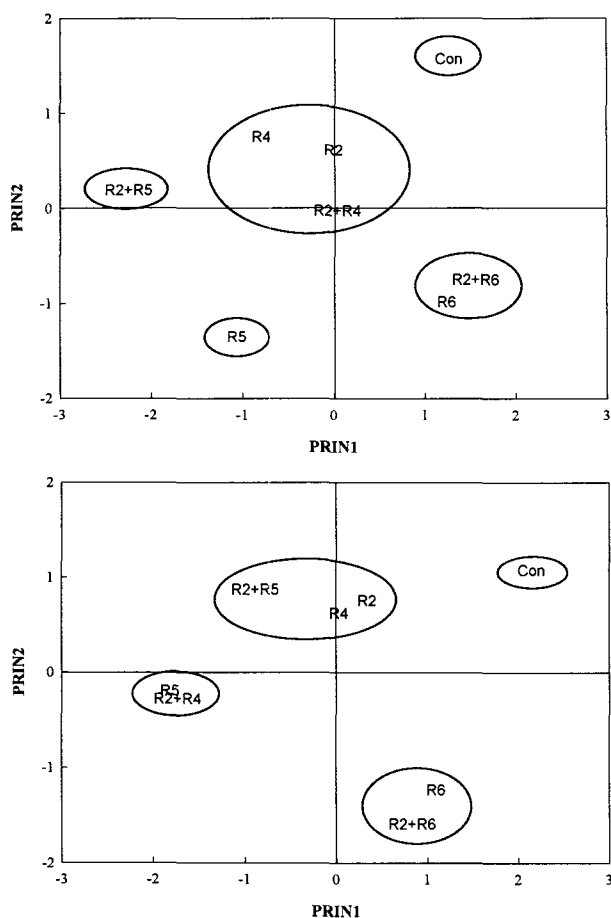 2
Con
1
R4
R2
R2+R5
PRIN2
0
R2+R4
R2+R6
-1
R6
R5
-2
-3 -2 -1 0 1 2 3
PRIN1
2
1
Con
R2+R5
R2
R4
PRIN2
0
R5
R2+R4
-1
R6
R2+R6
-2
-3 -2 -1 0 1 2 3
PRIN1